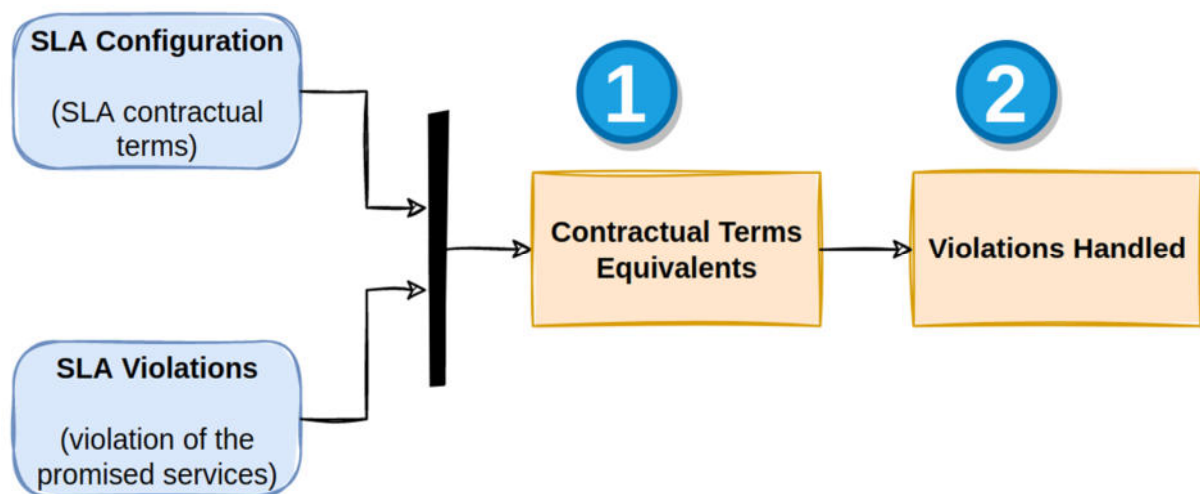 SLA Configuration
(SLA contractual
terms)
SLA Violations
(violation of the
promised services)
1
Contractual Terms
Equivalents
2
Violations Handled